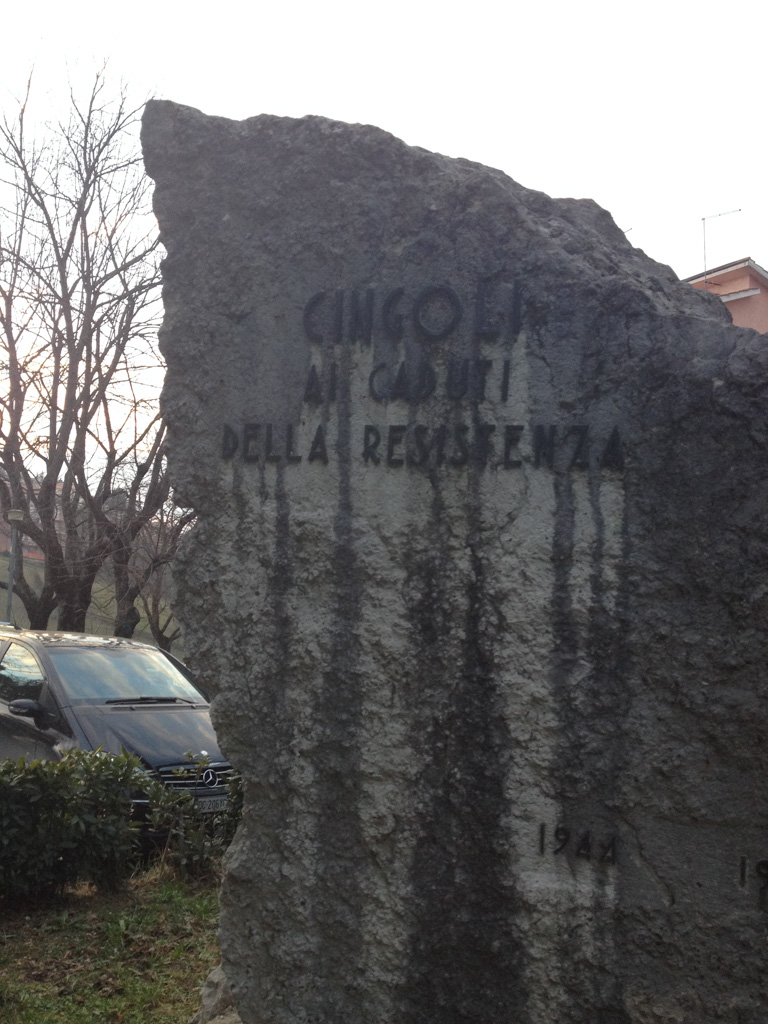 CINGOLI
AI CADUTI
DELLA RESISTENZA
1944